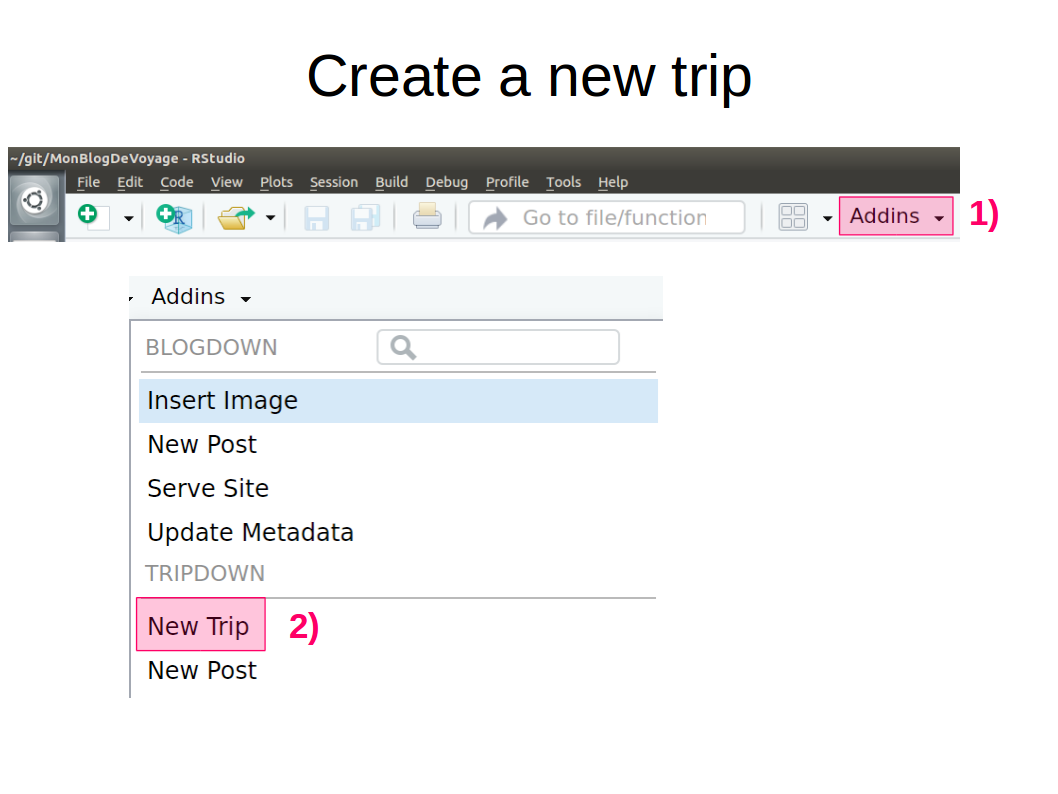 Create a new trip
~/git/MonBlogDeVoyage - RStudio
File Edit Code View Plots Session Build Debug Profile Tools Help
R Go to file/function Addins 1)
Addins
BLOGDOWN
Insert Image
New Post
Serve Site
Update Metadata
TRIPDOWN
New Trip 2)
New Post